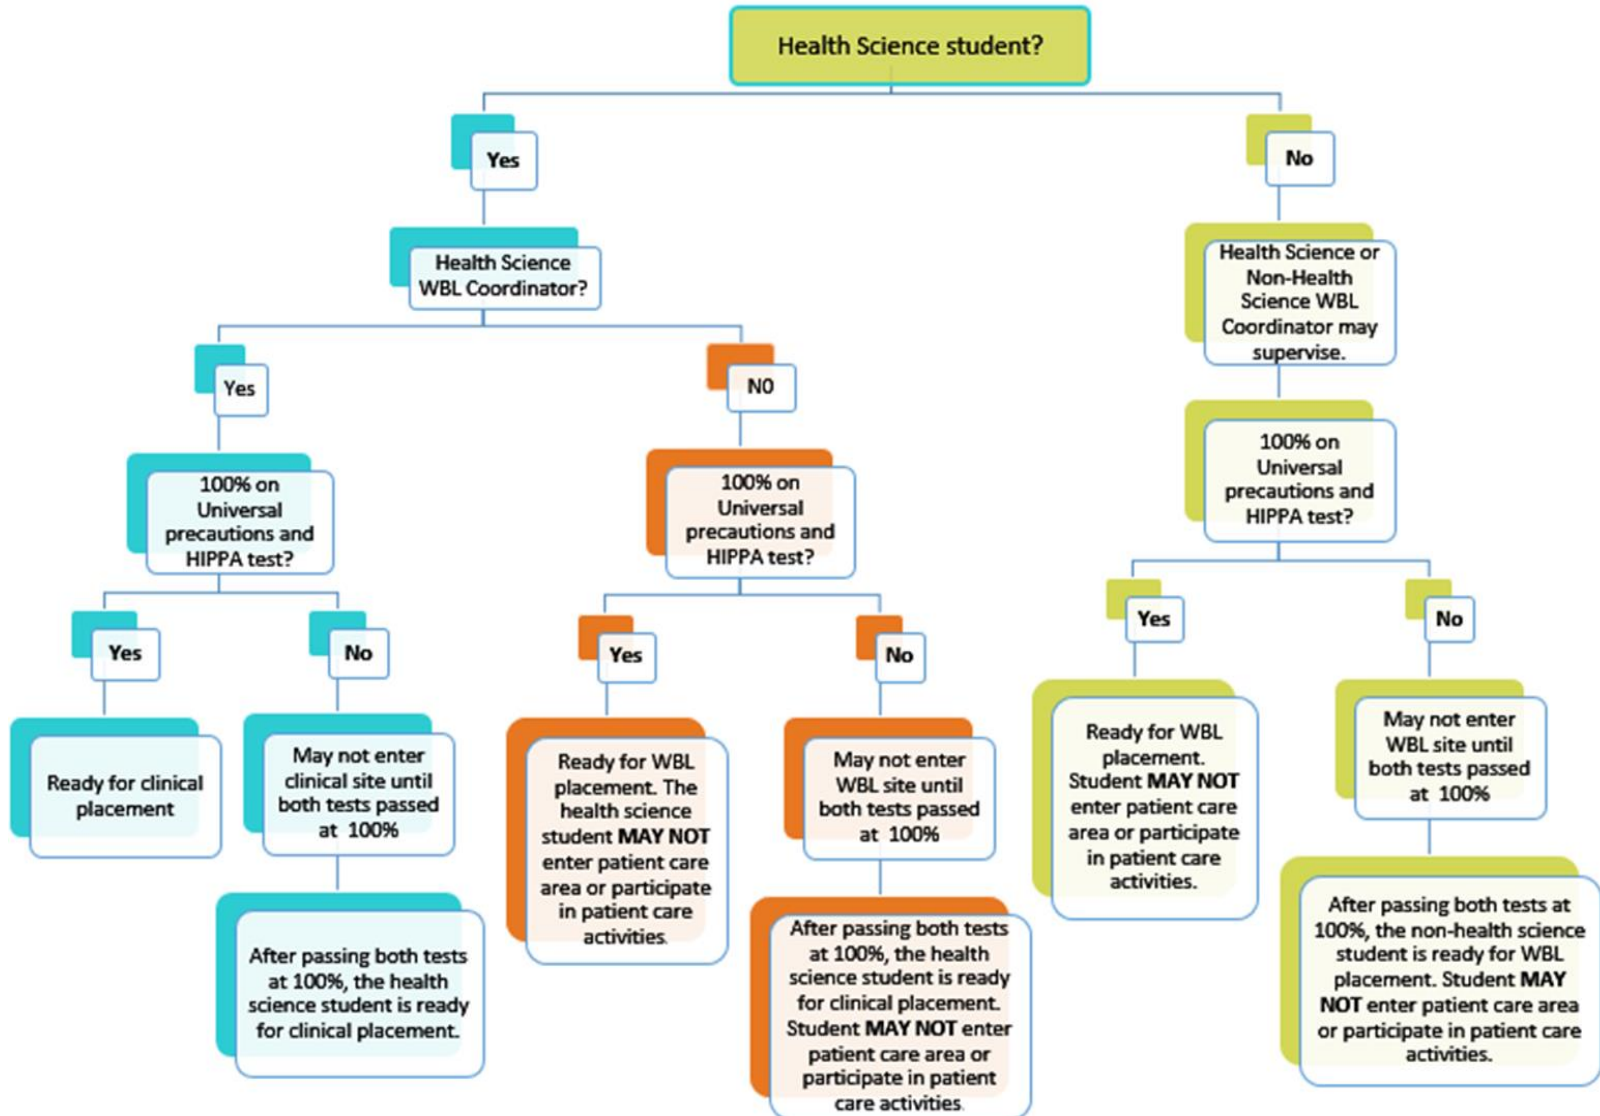 Health Science student?
Yes
No
Health Science
WBL Coordinator?
Health Science or
Non-Health
Science WBL
Coordinator may
supervise.
Yes
N0
100% on
Universal
precautions and
HIPPA test?
100% on
Universal
precautions and
HIPPA test?
100% on
Universal
precautions and
HIPPA test?
Yes
No
Yes
No
Yes
No
Ready for clinical
placement
May not enter
clinical site until
both tests passed
at 100%
Ready for WBL
placement. The
health science
student MAY NOT
enter patient care
area or participate
in patient care
activities.
May not enter
WBL site until
both tests passed
at 100%
Ready for WBL
placement.
Student MAY NOT
enter patient care
area or participate
in patient care
activities.
May not enter
WBL site until
both tests passed
at 100%
After passing both tests
at 100%, the health
science student is ready
for clinical placement.
After passing both tests
at 100%, the health
science student is ready
for clinical placement.
Student MAY NOT enter
patient care area or
participate in patient
care activities.
After passing both tests at
100%, the non-health science
student is ready for WBL
placement. Student MAY
NOT enter patient care area
or participate in patient care
activities.